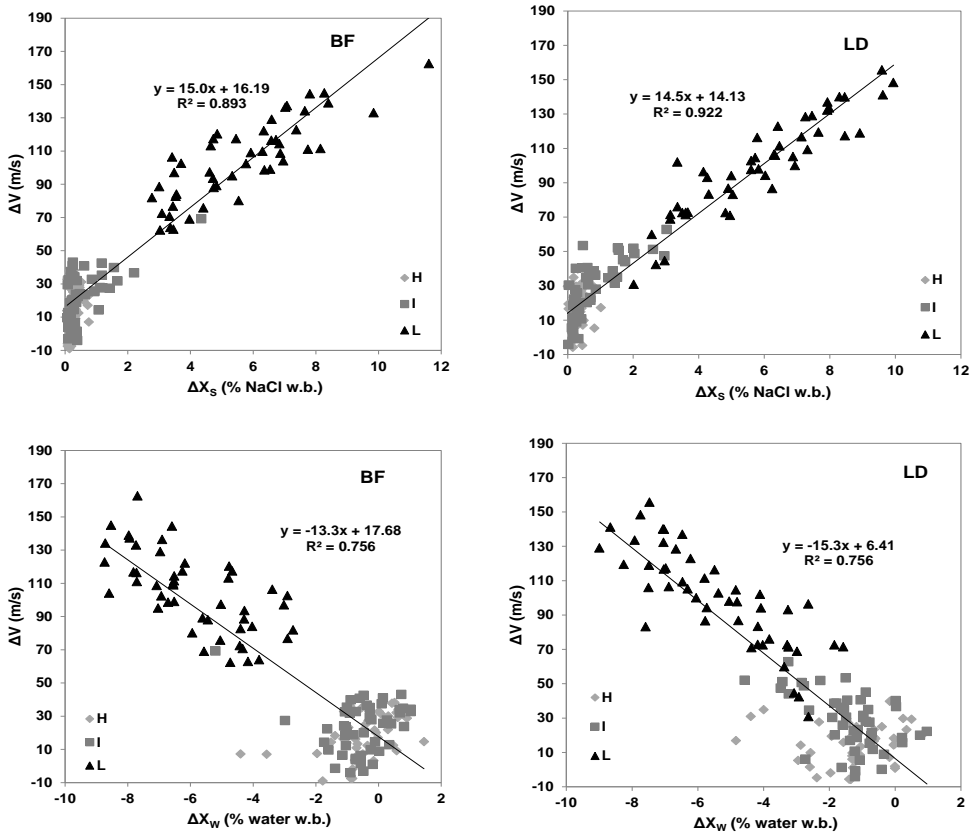 190
170
150
130
110
90
70
50
30
10
-10
ΔV (m/s)
BF
y = 15.0x + 16.19
R² = 0.893
H
I
L
0
2
4
6
8
10
12
ΔX_S (% NaCl w.b.)
190
170
150
130
110
90
70
50
30
10
-10
ΔV (m/s)
LD
y = 14.5x + 14.13
R² = 0.922
H
I
L
0
2
4
6
8
10
12
ΔX_S (% NaCl w.b.)
190
170
150
130
110
90
70
50
30
10
-10
ΔV (m/s)
BF
y = -13.3x + 17.68
R² = 0.756
H
I
L
-10
-8
-6
-4
-2
0
2
ΔX_W (% water w.b.)
190
170
150
130
110
90
70
50
30
10
-10
ΔV (m/s)
LD
y = -15.3x + 6.41
R² = 0.756
H
I
L
-10
-8
-6
-4
-2
0
2
ΔX_W (% water w.b.)